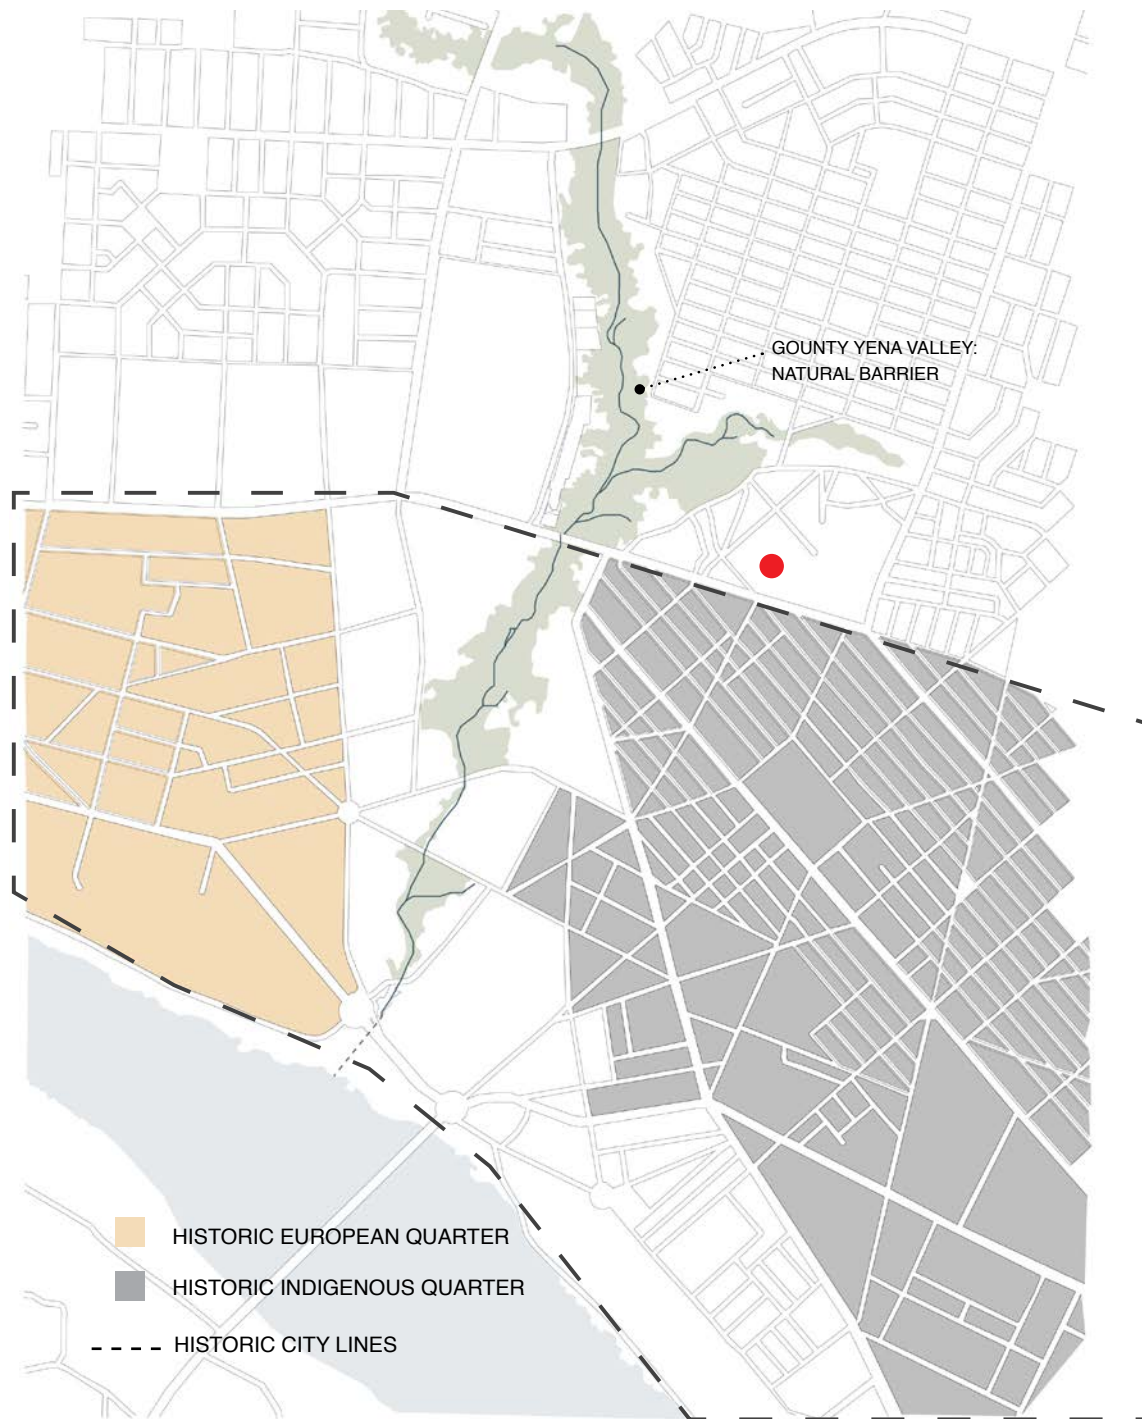 GOUNTY YENA VALLEY:
NATURAL BARRIER
HISTORIC EUROPEAN QUARTER
HISTORIC INDIGENOUS QUARTER
HISTORIC CITY LINES